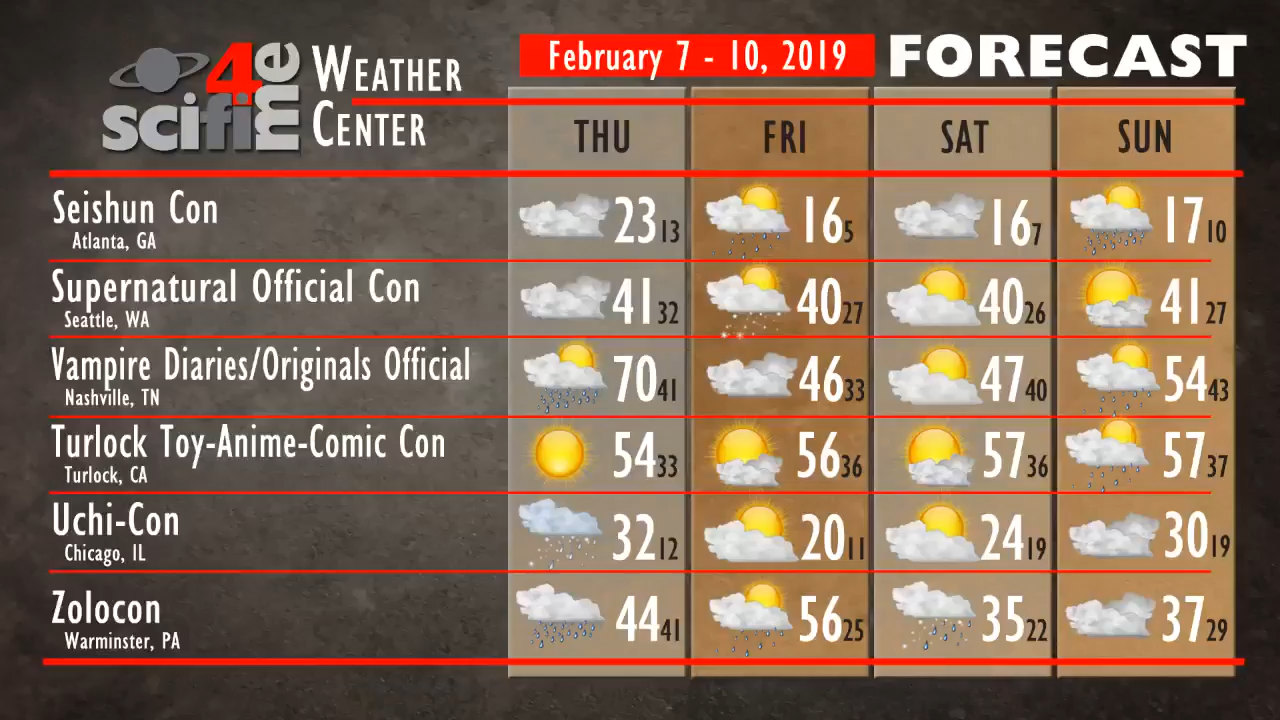 scifi4me
WEATHER CENTER
February 7 - 10, 2019
FORECAST
THU FRI SAT SUN
Seishun Con 23 13 16 5 16 7 17 10
Atlanta, GA
Supernatural Official Con 41 32 40 27 40 26 41 27
Seattle, WA
Vampire Diaries/Originals Official 70 41 46 33 47 40 54 43
Nashville, TN
Turlock Toy-Anime-Comic Con 54 33 56 36 57 36 57 37
Turlock, CA
Uchi-Con 32 12 20 11 24 19 30 19
Chicago, IL
Zolocon 44 41 56 25 35 22 37 29
Warminster, PA